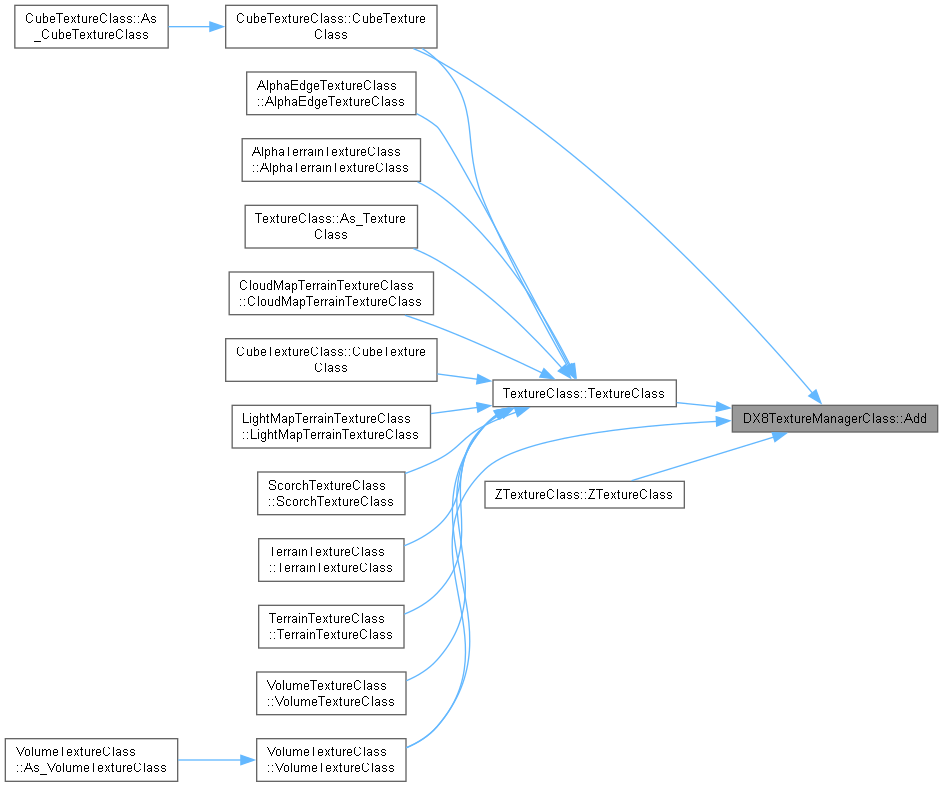 CubeTextureClass::As
_CubeTextureClass
CubeTextureClass::CubeTexture
Class
AlphaEdgeTextureClass
::AlphaEdgeTextureClass
AlphaTerrainTextureClass
::AlphaTerrainTextureClass
TextureClass::As_Texture
Class
CloudMapTerrainTextureClass
::CloudMapTerrainTextureClass
CubeTextureClass::CubeTexture
Class
TextureClass::TextureClass
LightMapTerrainTextureClass
::LightMapTerrainTextureClass
DX8TextureManagerClass::Add
ScorchTextureClass
::ScorchTextureClass
ZTextureClass::ZTextureClass
TerrainTextureClass
::TerrainTextureClass
TerrainTextureClass
::TerrainTextureClass
VolumeTextureClass
::VolumeTextureClass
VolumeTextureClass
::As_VolumeTextureClass
VolumeTextureClass
::VolumeTextureClass